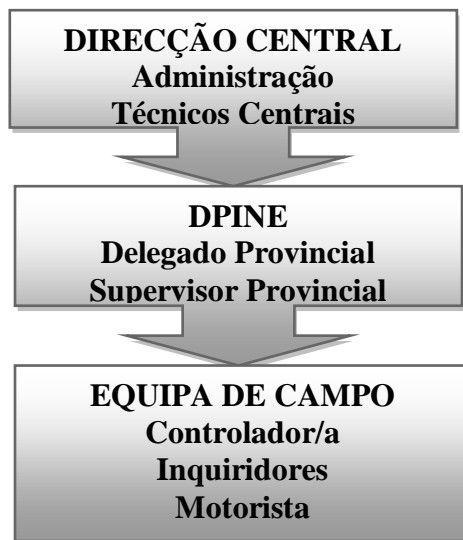 DIRECÇÃO CENTRAL
Administração
Técnicos Centrais
DPINE
Delegado Provincial
Supervisor Provincial
EQUIPA DE CAMPO
Controlador/a
Inquiridores
Motorista